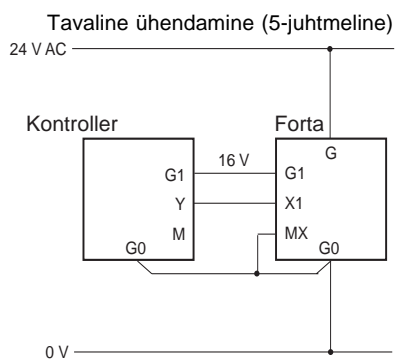 Tavaline ühendamine (5-juhtmeline)
24 V AC
Kontroller
Forta
G
G1
16 V
G1
Y
X1
M
MX
G0
G0
0 V